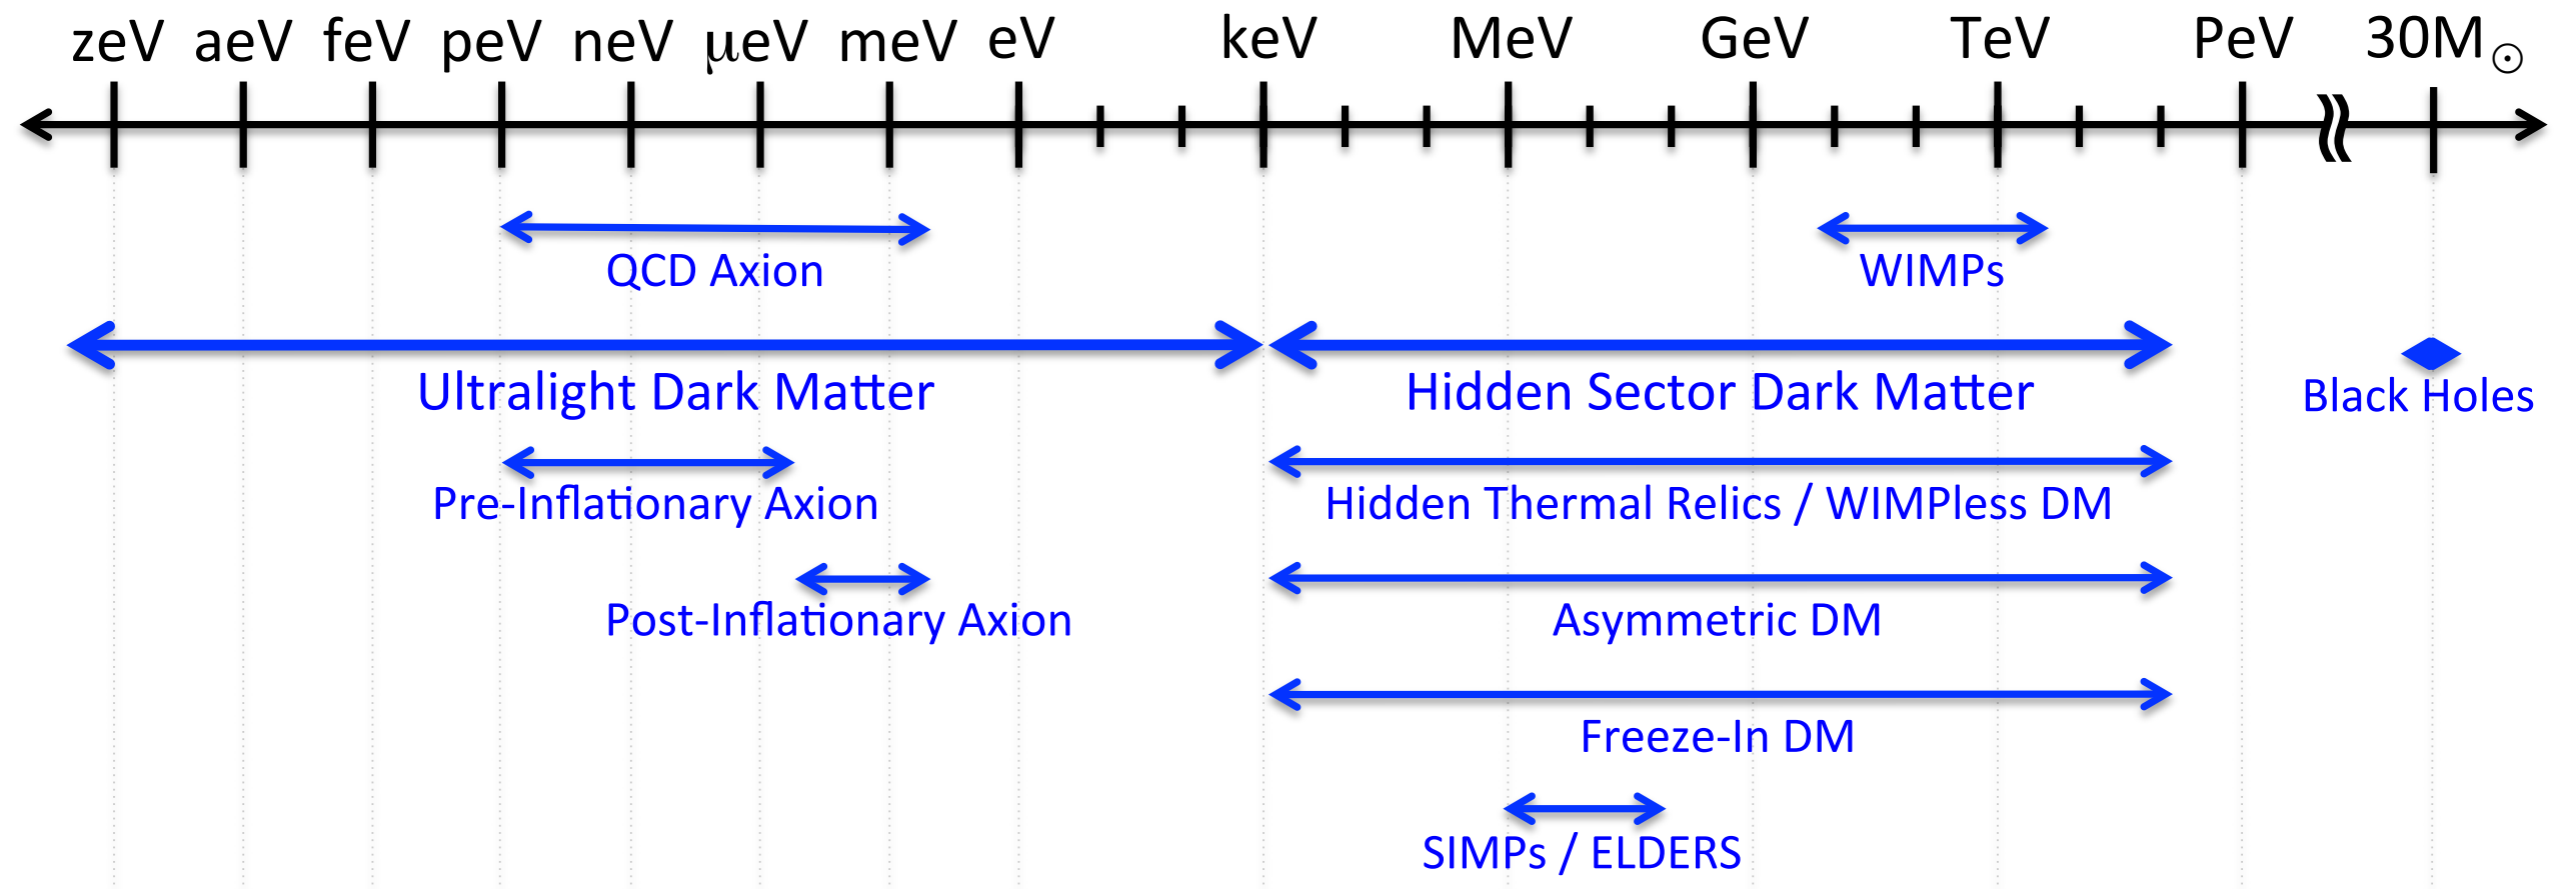 zeV aeV feV peV neV μeV meV eV keV MeV GeV TeV PeV 30M☉
QCD Axion WIMPs
Ultralight Dark Matter Hidden Sector Dark Matter Black Holes
Pre-Inflationary Axion Hidden Thermal Relics / WIMPless DM
Post-Inflationary Axion Asymmetric DM
Freeze-In DM
SIMPs / ELDERS